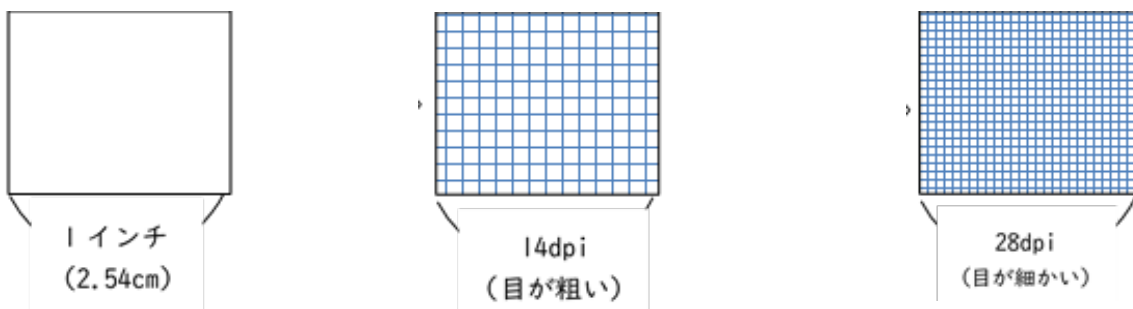 1インチ
(2.54cm)
14dpi
(目が粗い)
28dpi
(目が細かい)